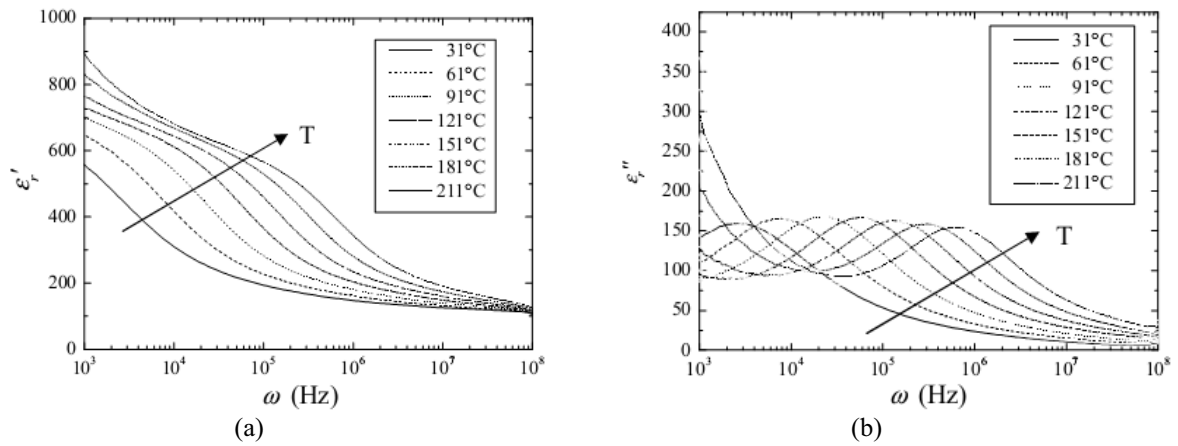 1000
800
600
400
200
0
εr′
31°C
61°C
91°C
121°C
151°C
181°C
211°C
T
10³ 10⁴ 10⁵ 10⁶ 10⁷ 10⁸
ω (Hz)
(a)
400
350
300
250
200
150
100
50
0
εr″
31°C
61°C
91°C
121°C
151°C
181°C
211°C
T
10³ 10⁴ 10⁵ 10⁶ 10⁷ 10⁸
ω (Hz)
(b)